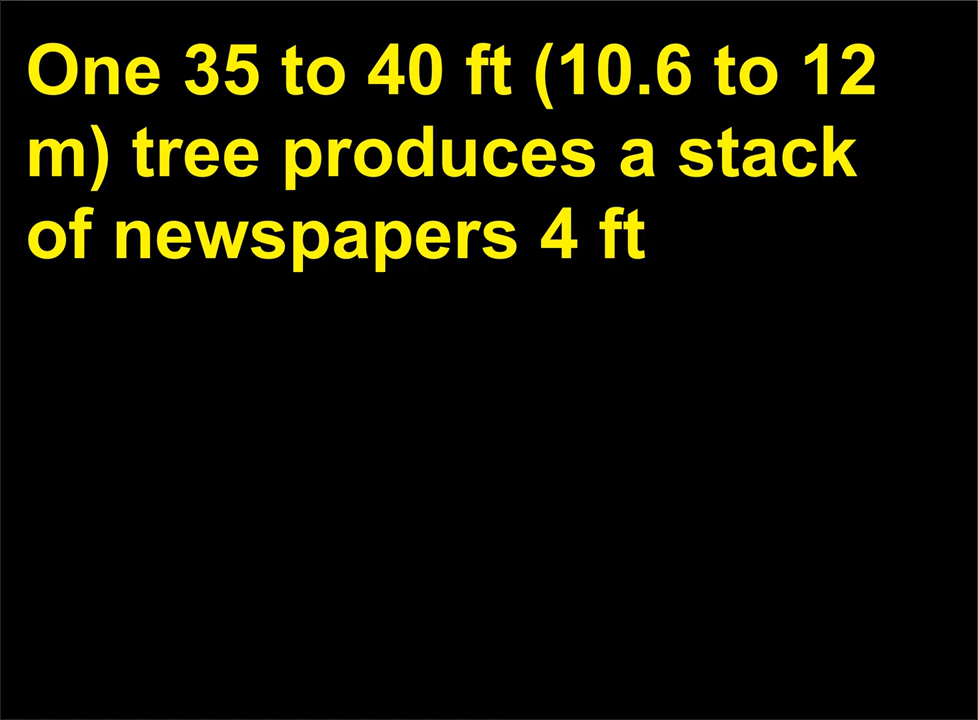 One 35 to 40 ft (10.6 to 12
m) tree produces a stack
of newspapers 4 ft